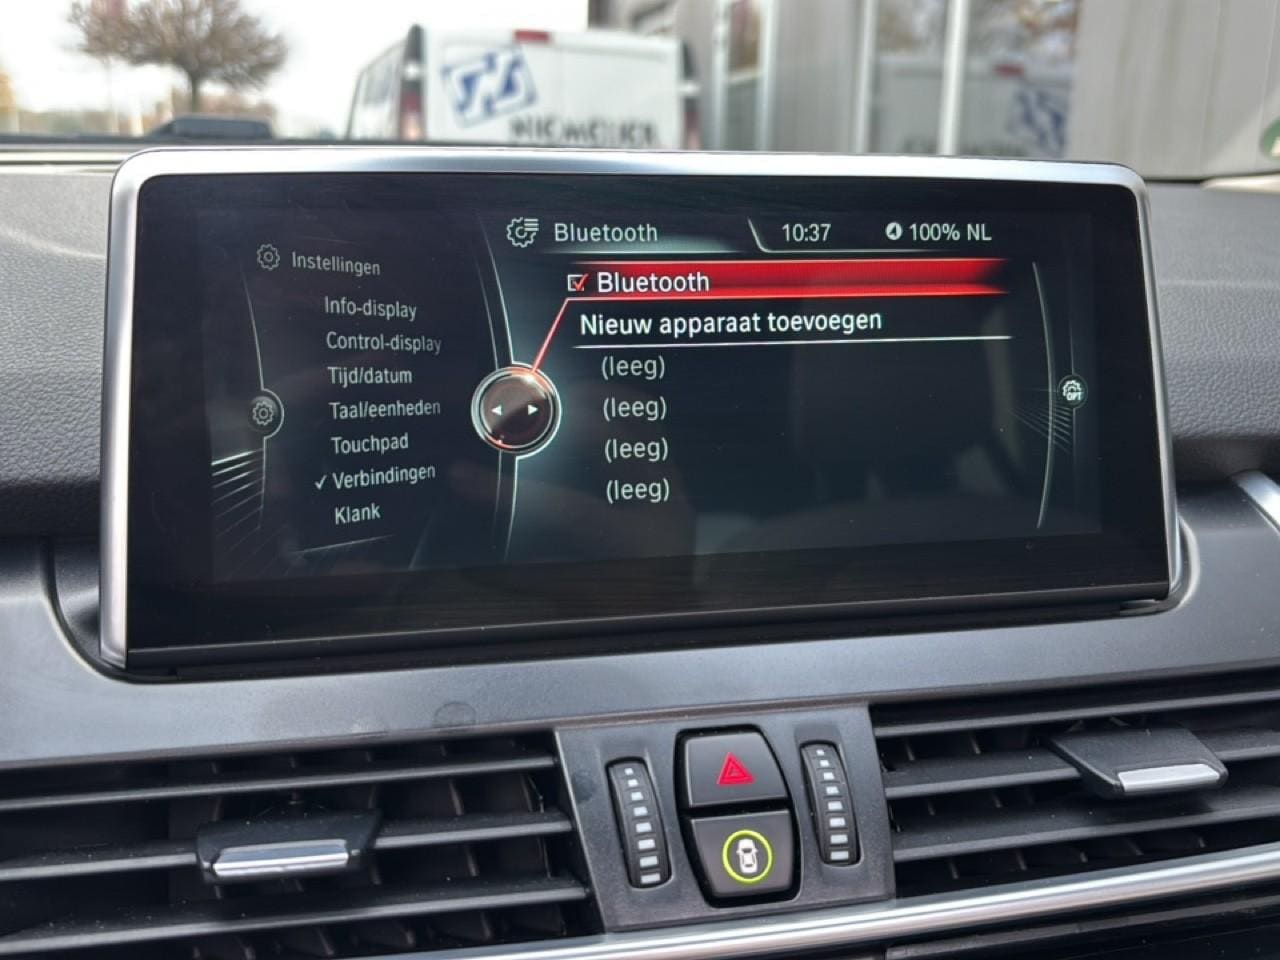 Bluetooth
10:37
100% NL
Instellingen
Info-display
Control-display
Tijd/datum
Taal/eenheden
Touchpad
✓ Verbindingen
Klank
Bluetooth
Nieuw apparaat toevoegen
(leeg)
(leeg)
(leeg)
(leeg)
OPT